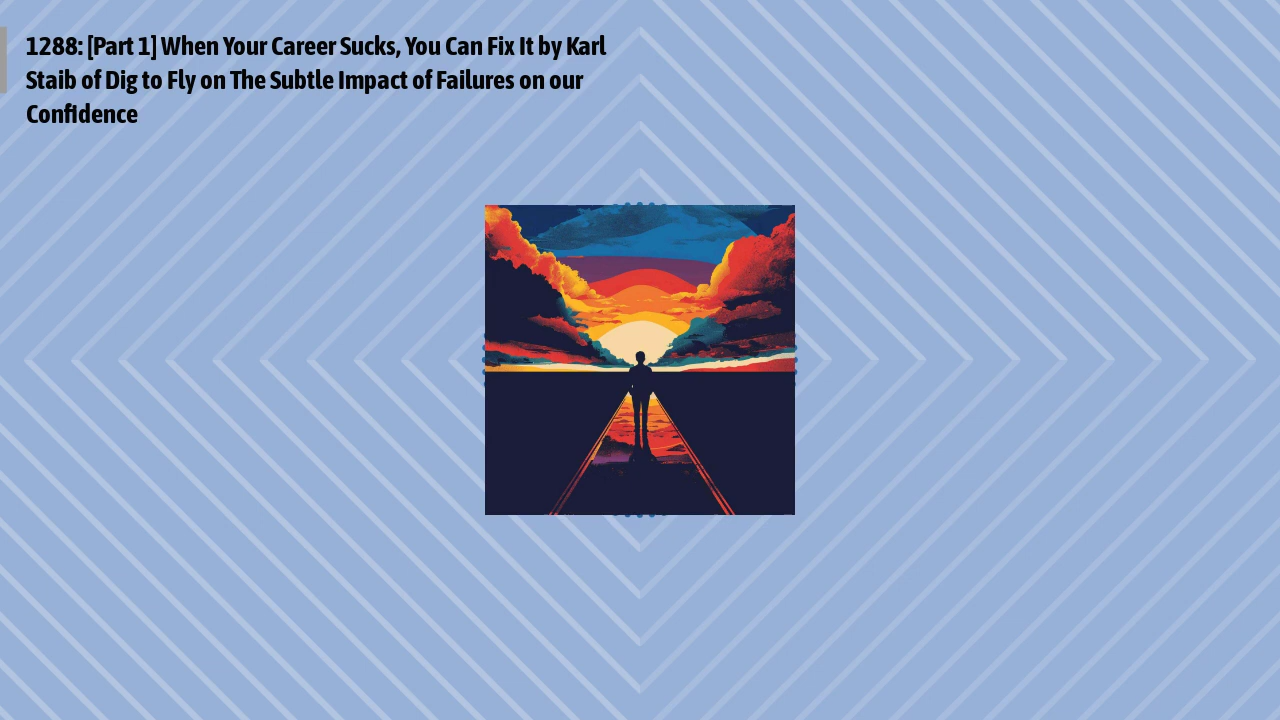 1288: [Part 1] When Your Career Sucks, You Can Fix It by Karl
Staib of Dig to Fly on The Subtle Impact of Failures on our
Confidence